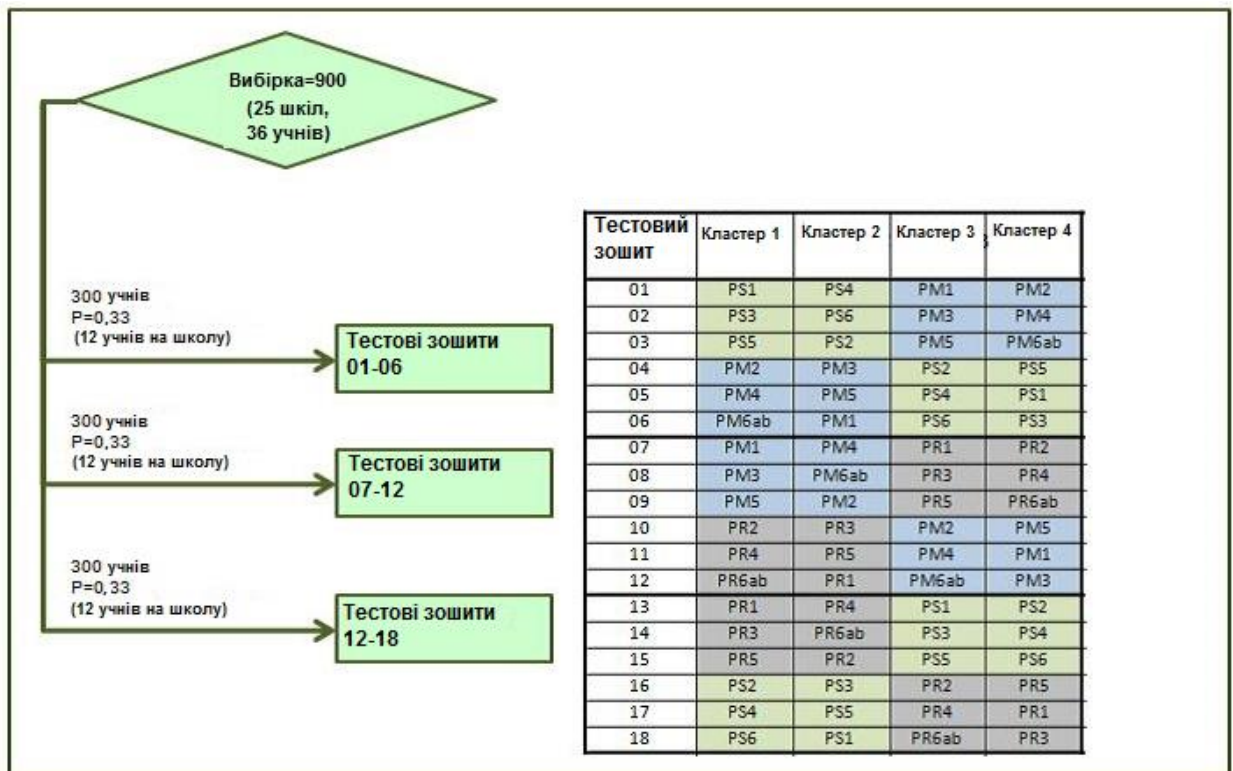 Вибірка=900
(25 шкіл,
36 учнів)
300 учнів
P=0,33
(12 учнів на школу)
Тестові зошити
01-06
300 учнів
P=0,33
(12 учнів на школу)
Тестові зошити
07-12
300 учнів
P=0,33
(12 учнів на школу)
Тестові зошити
12-18
Тестовий зошит Кластер 1 Кластер 2 Кластер 3 Кластер 4
01 PS1 PS4 PM1 PM2
02 PS3 PS6 PM3 PM4
03 PS5 PS2 PM5 PM6ab
04 PM2 PM3 PS2 PS5
05 PM4 PM5 PS4 PS1
06 PM6ab PM1 PS6 PS3
07 PM1 PM4 PR1 PR2
08 PM3 PM6ab PR3 PR4
09 PM5 PM2 PR5 PR6ab
10 PR2 PR3 PM2 PM5
11 PR4 PR5 PM4 PM1
12 PR6ab PR1 PM6ab PM3
13 PR1 PR4 PS1 PS2
14 PR3 PR6ab PS3 PS4
15 PR5 PR2 PS5 PS6
16 PS2 PS3 PR2 PR5
17 PS4 PS5 PR4 PR1
18 PS6 PS1 PR6ab PR3